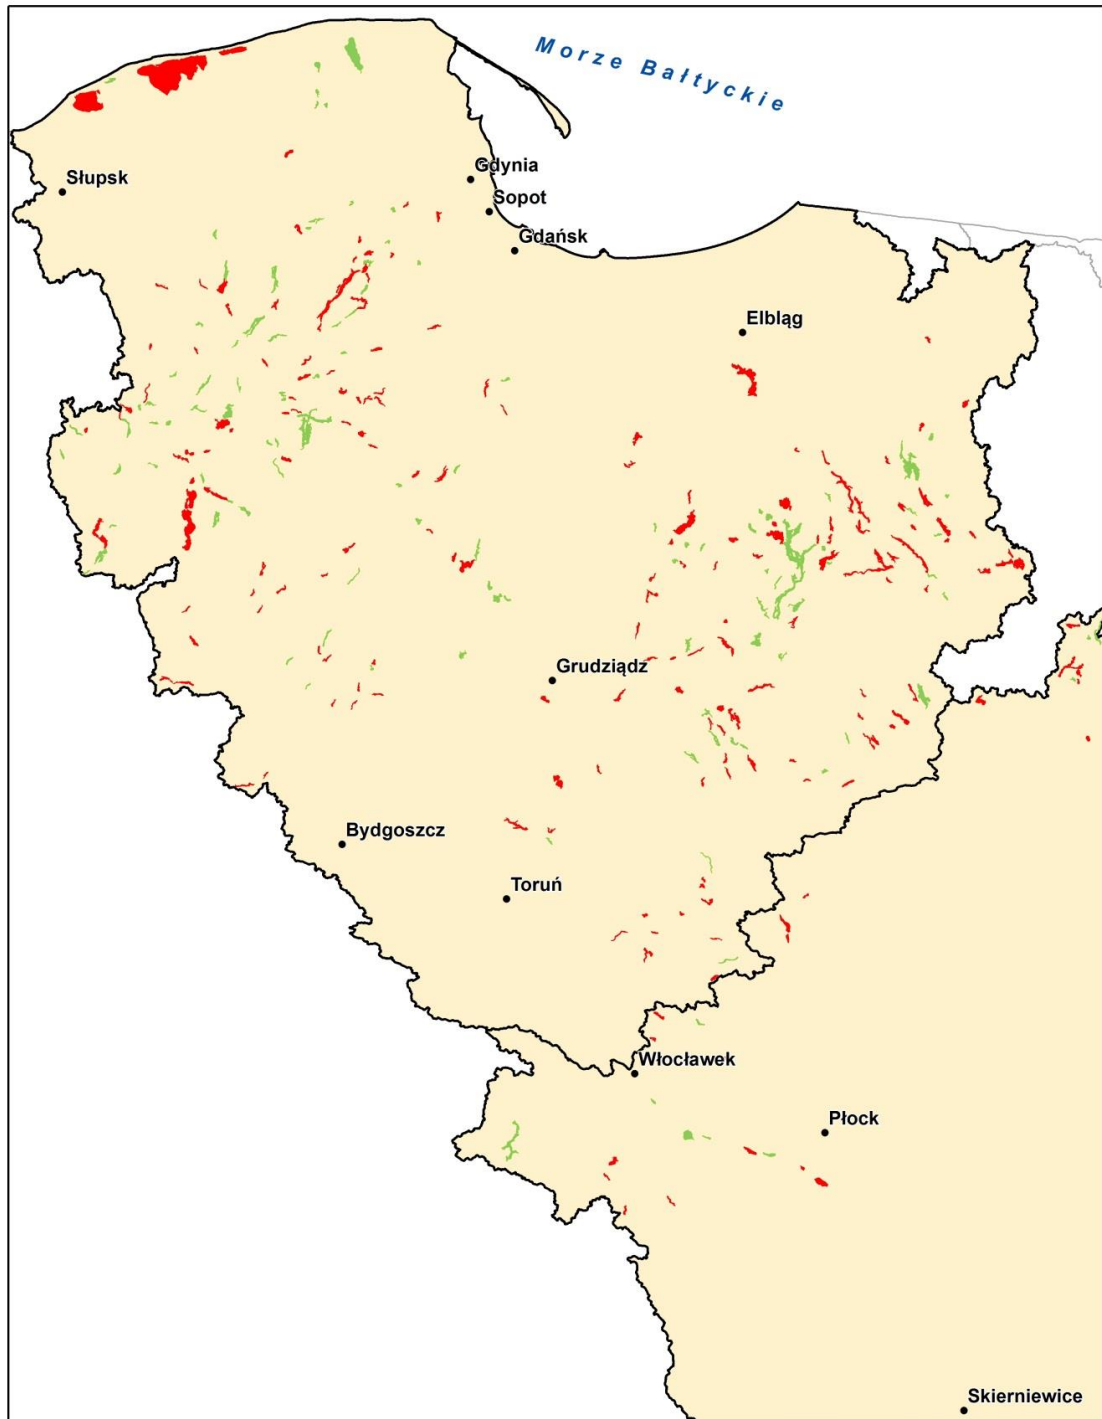 Morze Bałtyckie
Gdynia
Słupsk
Sopot
Gdańsk
Elbląg
Grudziądz
Bydgoszcz
Toruń
Włocławek
Płock
Skierniewice